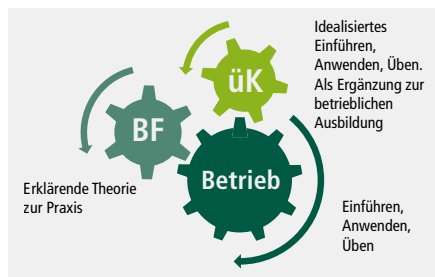 Idealisiertes
Einführen,
Anwenden, Üben.
Als Ergänzung zur
betrieblichen
Ausbildung
üK
BF
Betrieb
Erklärende Theorie
zur Praxis
Einführen,
Anwenden,
Üben